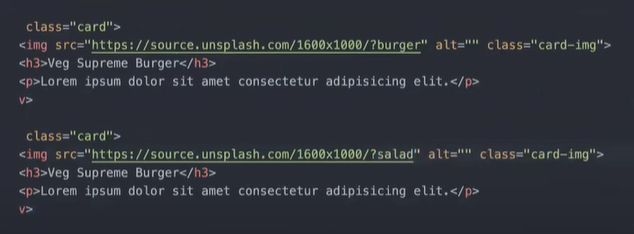 class="card">
<img src="https://source.unsplash.com/1600x1000/?burger" alt="" class="card-img">
<h3>Veg Supreme Burger</h3>
<p>Lorem ipsum dolor sit amet consectetur adipisicing elit.</p>
v>
class="card">
<img src="https://source.unsplash.com/1600x1000/?salad" alt="" class="card-img">
<h3>Veg Supreme Burger</h3>
<p>Lorem ipsum dolor sit amet consectetur adipisicing elit.</p>
v>